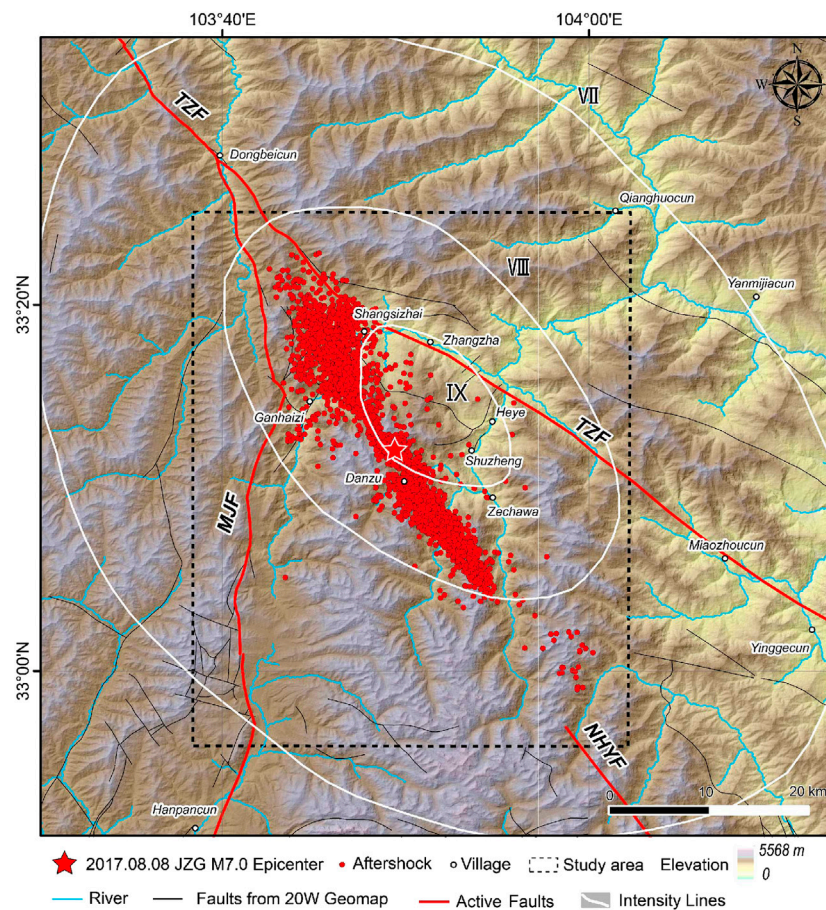 103°40'E 104°00'E
VII
N
W E
S
TZF
Dongbeicun
Qianghuocun
VIII
Yanmijiacun
33°20'N
Shangsizhai
Zhangzha
IX
Ganhaizi
Heye
TZF
Shuzheng
Danzu
Zechawa
MJF
Miaozhoucun
Yinggecun
33°00'N
NHYF
Hanpancun
0 10 20 km
2017.08.08 JZG M7.0 Epicenter Aftershock Village Study area Elevation 5568 m
0
River Faults from 20W Geomap Active Faults Intensity Lines